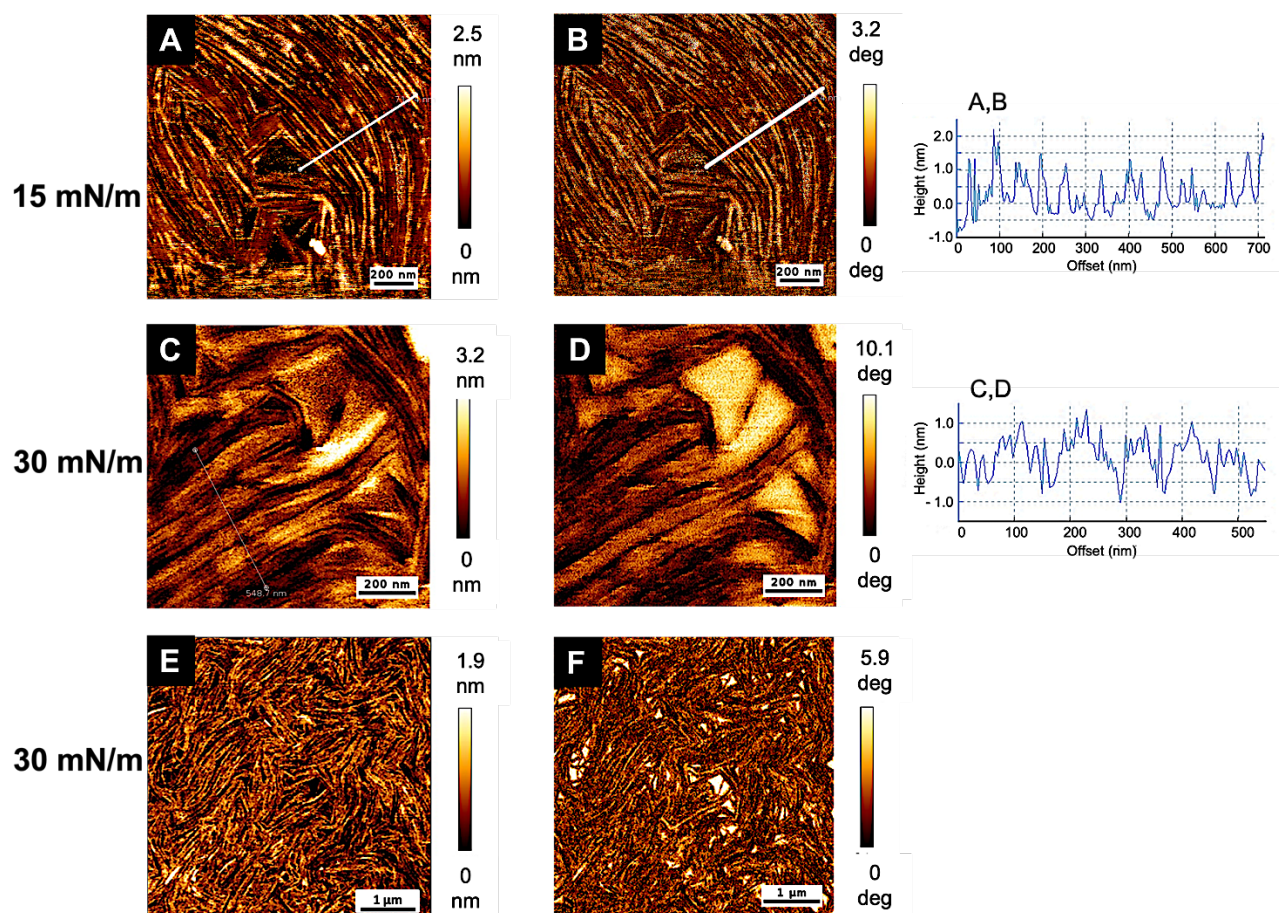 A
2.5
nm
0
nm
200 nm
B
3.2
deg
0
deg
200 nm
A,B
2.0
1.0
0.0
-1.0
Height (nm)
0 100 200 300 400 500 600 700
Offset (nm)
15 mN/m
C
3.2
nm
0
nm
548.7 nm
200 nm
D
10.1
deg
0
deg
200 nm
C,D
1.0
0.0
- 1.0
Height (nm)
0 100 200 300 400 500
Offset (nm)
30 mN/m
E
1.9
nm
0
nm
1 µm
F
5.9
deg
0
deg
1 µm
30 mN/m